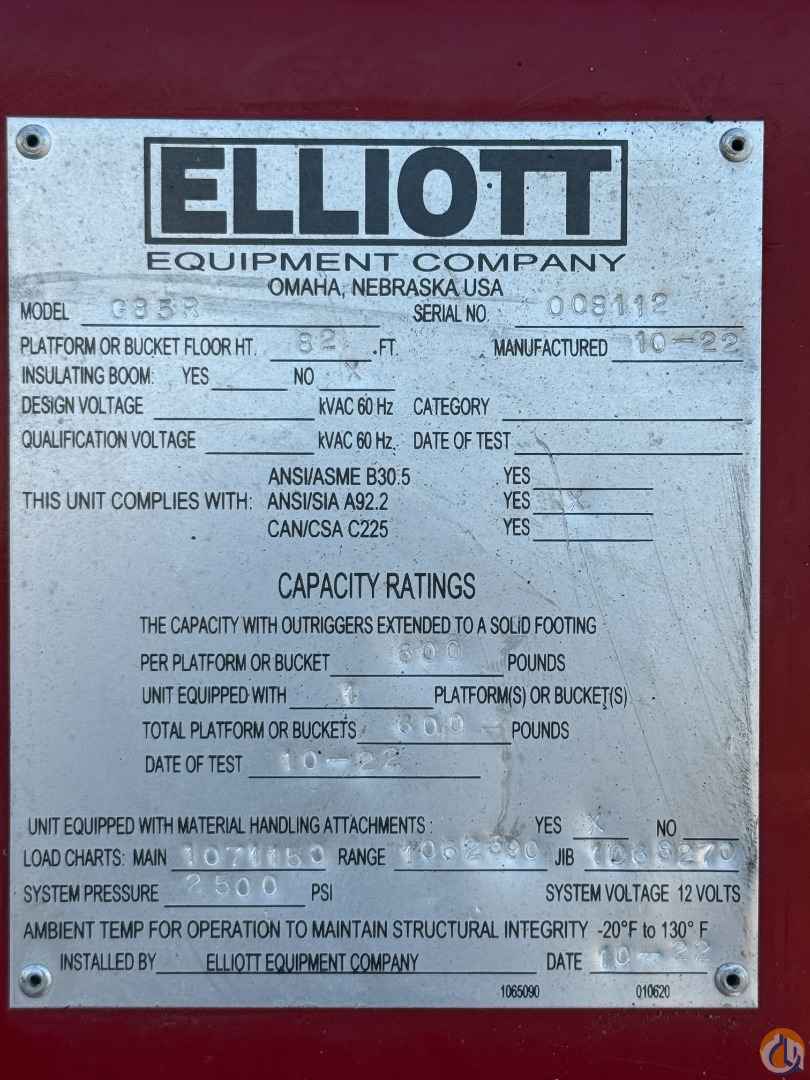 ELLIOTT
EQUIPMENT COMPANY
OMAHA, NEBRASKA USA
MODEL G85R SERIAL NO. 008112
PLATFORM OR BUCKET FLOOR HT. 82 .FT. MANUFACTURED 10-22
INSULATING BOOM: YES NO X
DESIGN VOLTAGE kVAC 60 Hz CATEGORY
QUALIFICATION VOLTAGE kVAC 60 Hz. DATE OF TEST
ANSI/ASME B30.5 YES
THIS UNIT COMPLIES WITH: ANSI/SIA A92.2 YES X
CAN/CSA C225 YES
CAPACITY RATINGS
THE CAPACITY WITH OUTRIGGERS EXTENDED TO A SOLID FOOTING
PER PLATFORM OR BUCKET 600 POUNDS
UNIT EQUIPPED WITH 1 PLATFORM(S) OR BUCKET(S)
TOTAL PLATFORM OR BUCKETS 600 POUNDS
DATE OF TEST 10-22
UNIT EQUIPPED WITH MATERIAL HANDLING ATTACHMENTS: YES X NO
LOAD CHARTS: MAIN 1071150 RANGE JIB
SYSTEM PRESSURE 2500 PSI SYSTEM VOLTAGE 12 VOLTS
AMBIENT TEMP FOR OPERATION TO MAINTAIN STRUCTURAL INTEGRITY -20°F to 130° F
INSTALLED BY ELLIOTT EQUIPMENT COMPANY DATE 10-22
1065090 010620